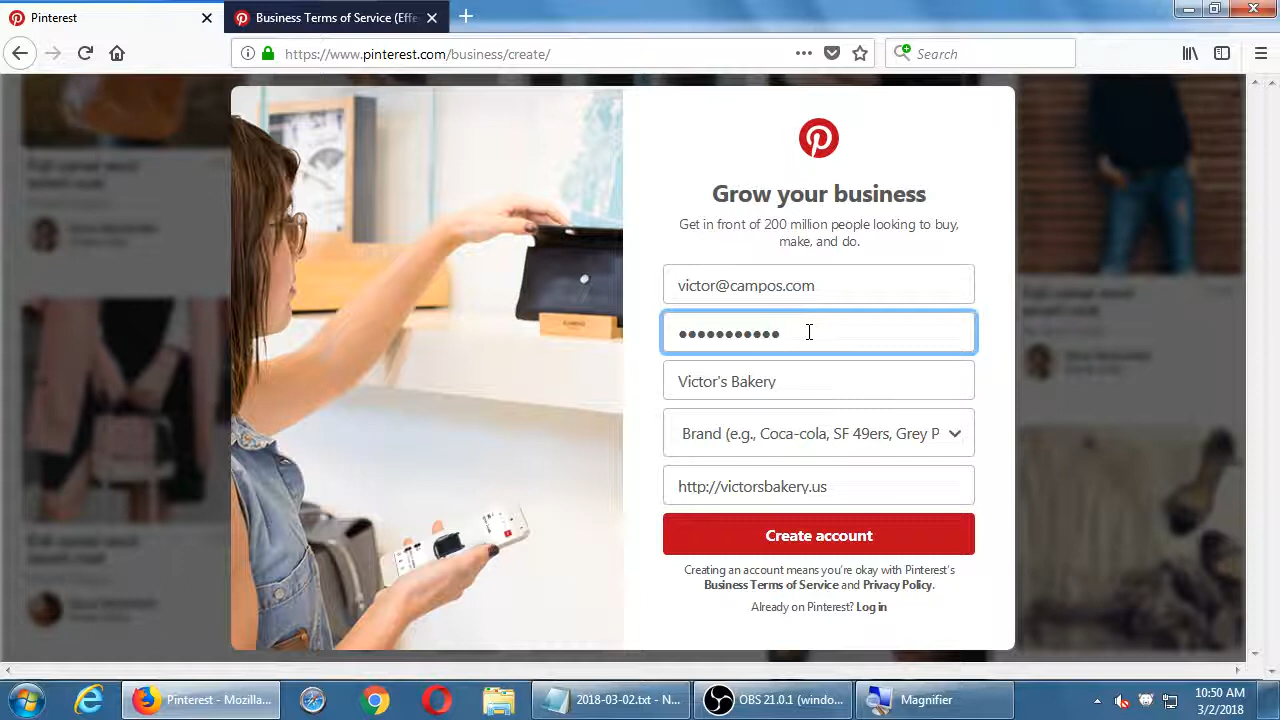 Pinterest
Business Terms of Service (Effe
https://www.pinterest.com/business/create/
Search
Grow your business
Get in front of 200 million people looking to buy,
make, and do.
victor@campos.com
•••••••••••
Victor's Bakery
Brand (e.g., Coca-cola, SF 49ers, Grey P
http://victorsbakery.us
Create account
Creating an account means you're okay with Pinterest's
Business Terms of Service and Privacy Policy.
Already on Pinterest? Log in
Pinterest - Mozilla...
2018-03-02.txt - N...
OBS 21.0.1 (windo...
Magnifier
10:50 AM
3/2/2018